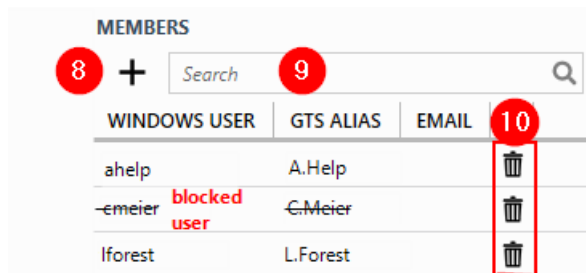 MEMBERS
8 + Search 9
WINDOWS USER GTS ALIAS EMAIL 10
ahelp A.Help
cmeier blocked user C.Meier
lforest L.Forest